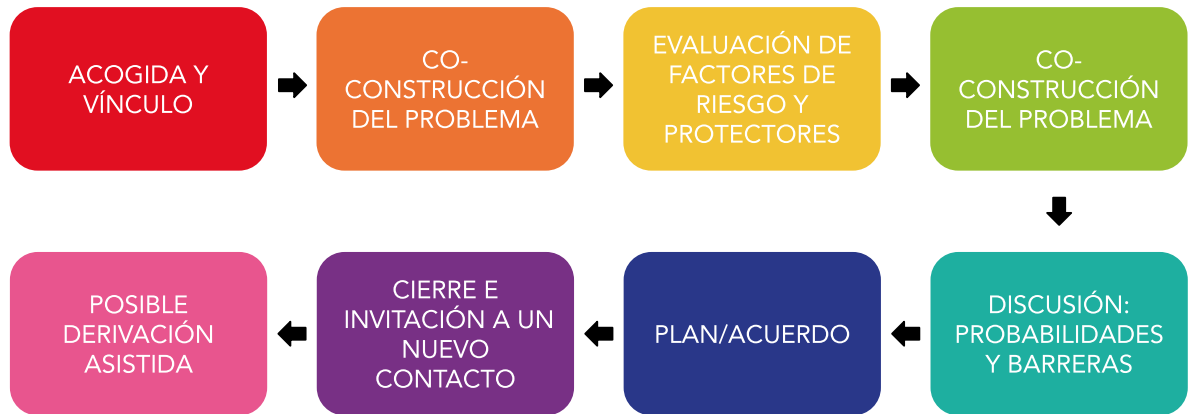 ACOGIDA Y
VÍNCULO
CO-
CONSTRUCCIÓN
DEL PROBLEMA
EVALUACIÓN DE
FACTORES DE
RIESGO Y
PROTECTORES
CO-
CONSTRUCCIÓN
DEL PROBLEMA
DISCUSIÓN:
PROBABILIDADES
Y BARRERAS
PLAN/ACUERDO
CIERRE E
INVITACIÓN A UN
NUEVO
CONTACTO
POSIBLE
DERIVACIÓN
ASISTIDA